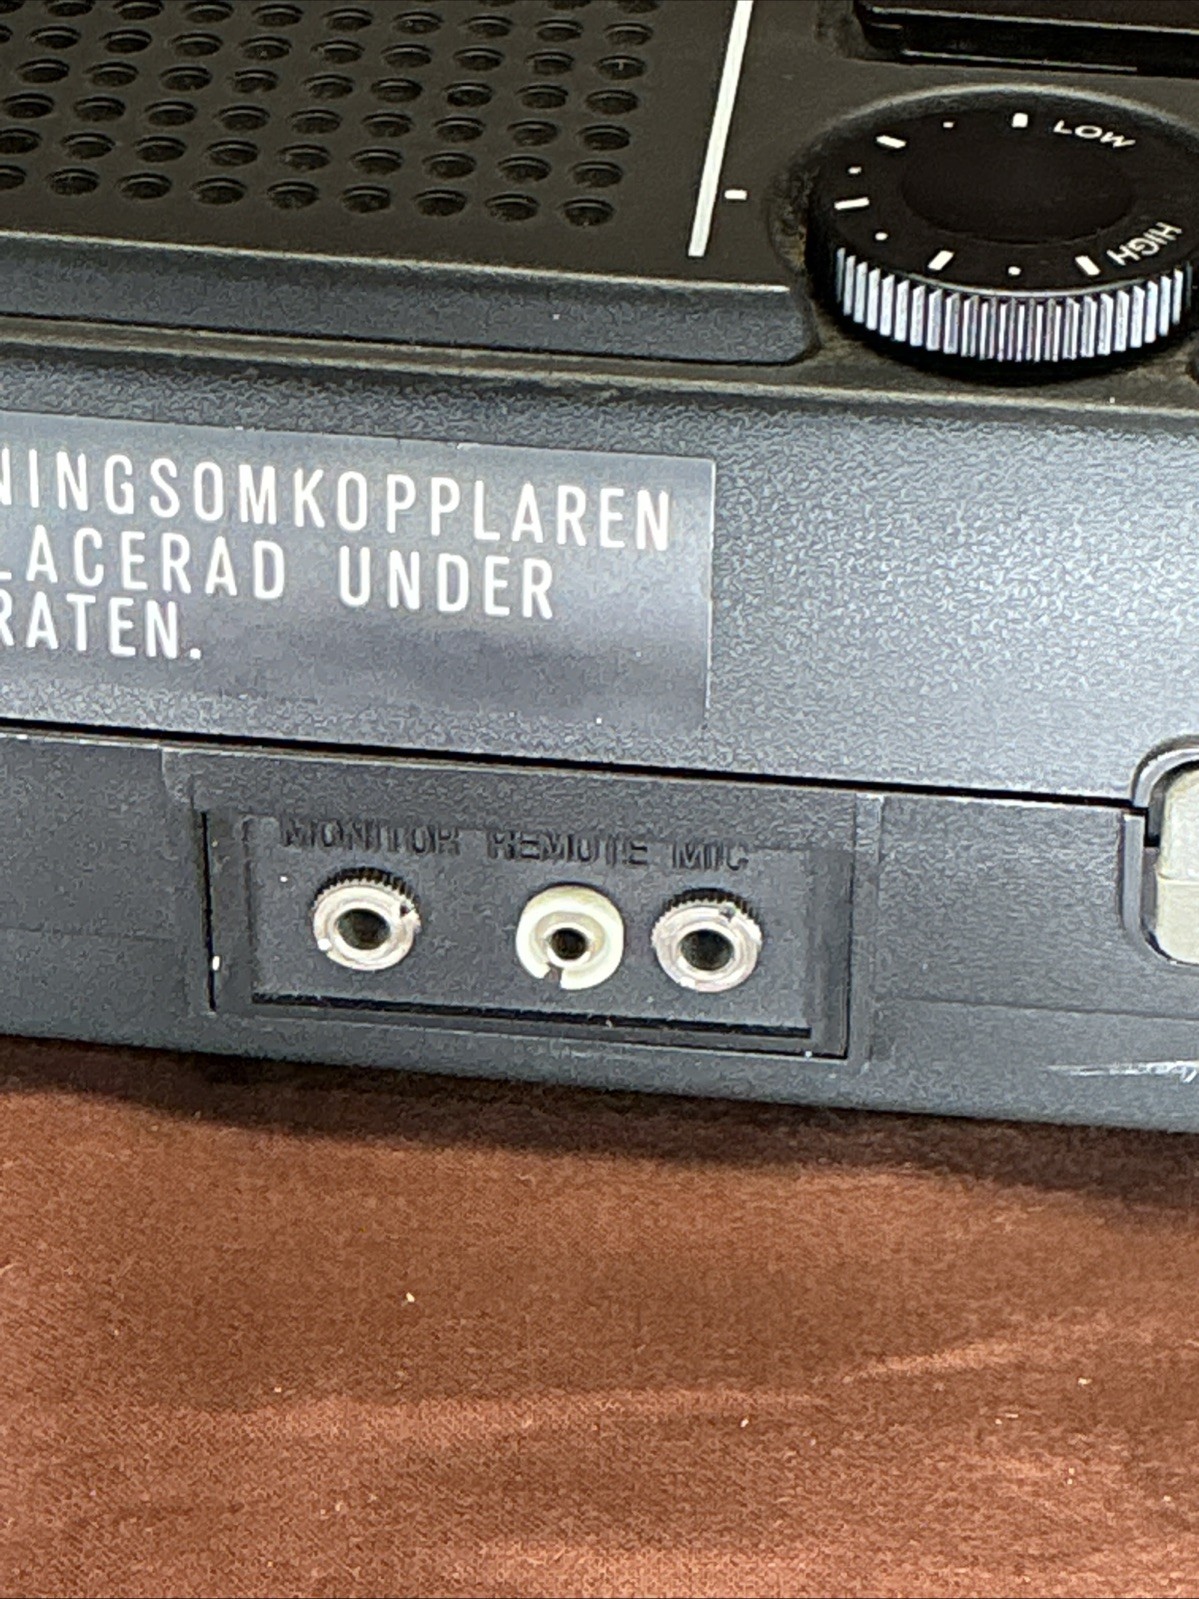 LOW
HIGH
NINGSOMKOPPLAREN
LACERAD UNDER
RATEN.
MONITOR REMOTE MIC